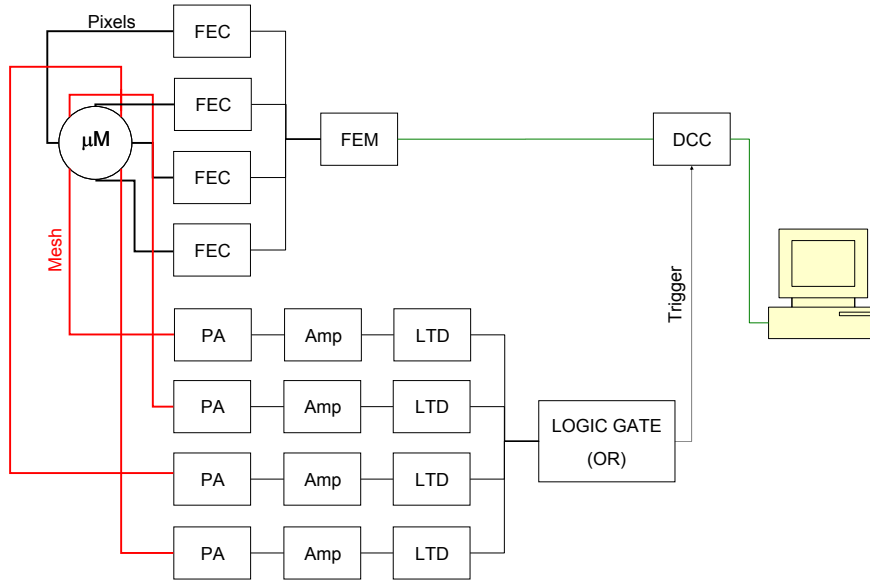 Pixels
FEC
FEC
μM
FEM
DCC
FEC
FEC
Mesh
Trigger
PA
Amp
LTD
PA
Amp
LTD
LOGIC GATE
(OR)
PA
Amp
LTD
PA
Amp
LTD